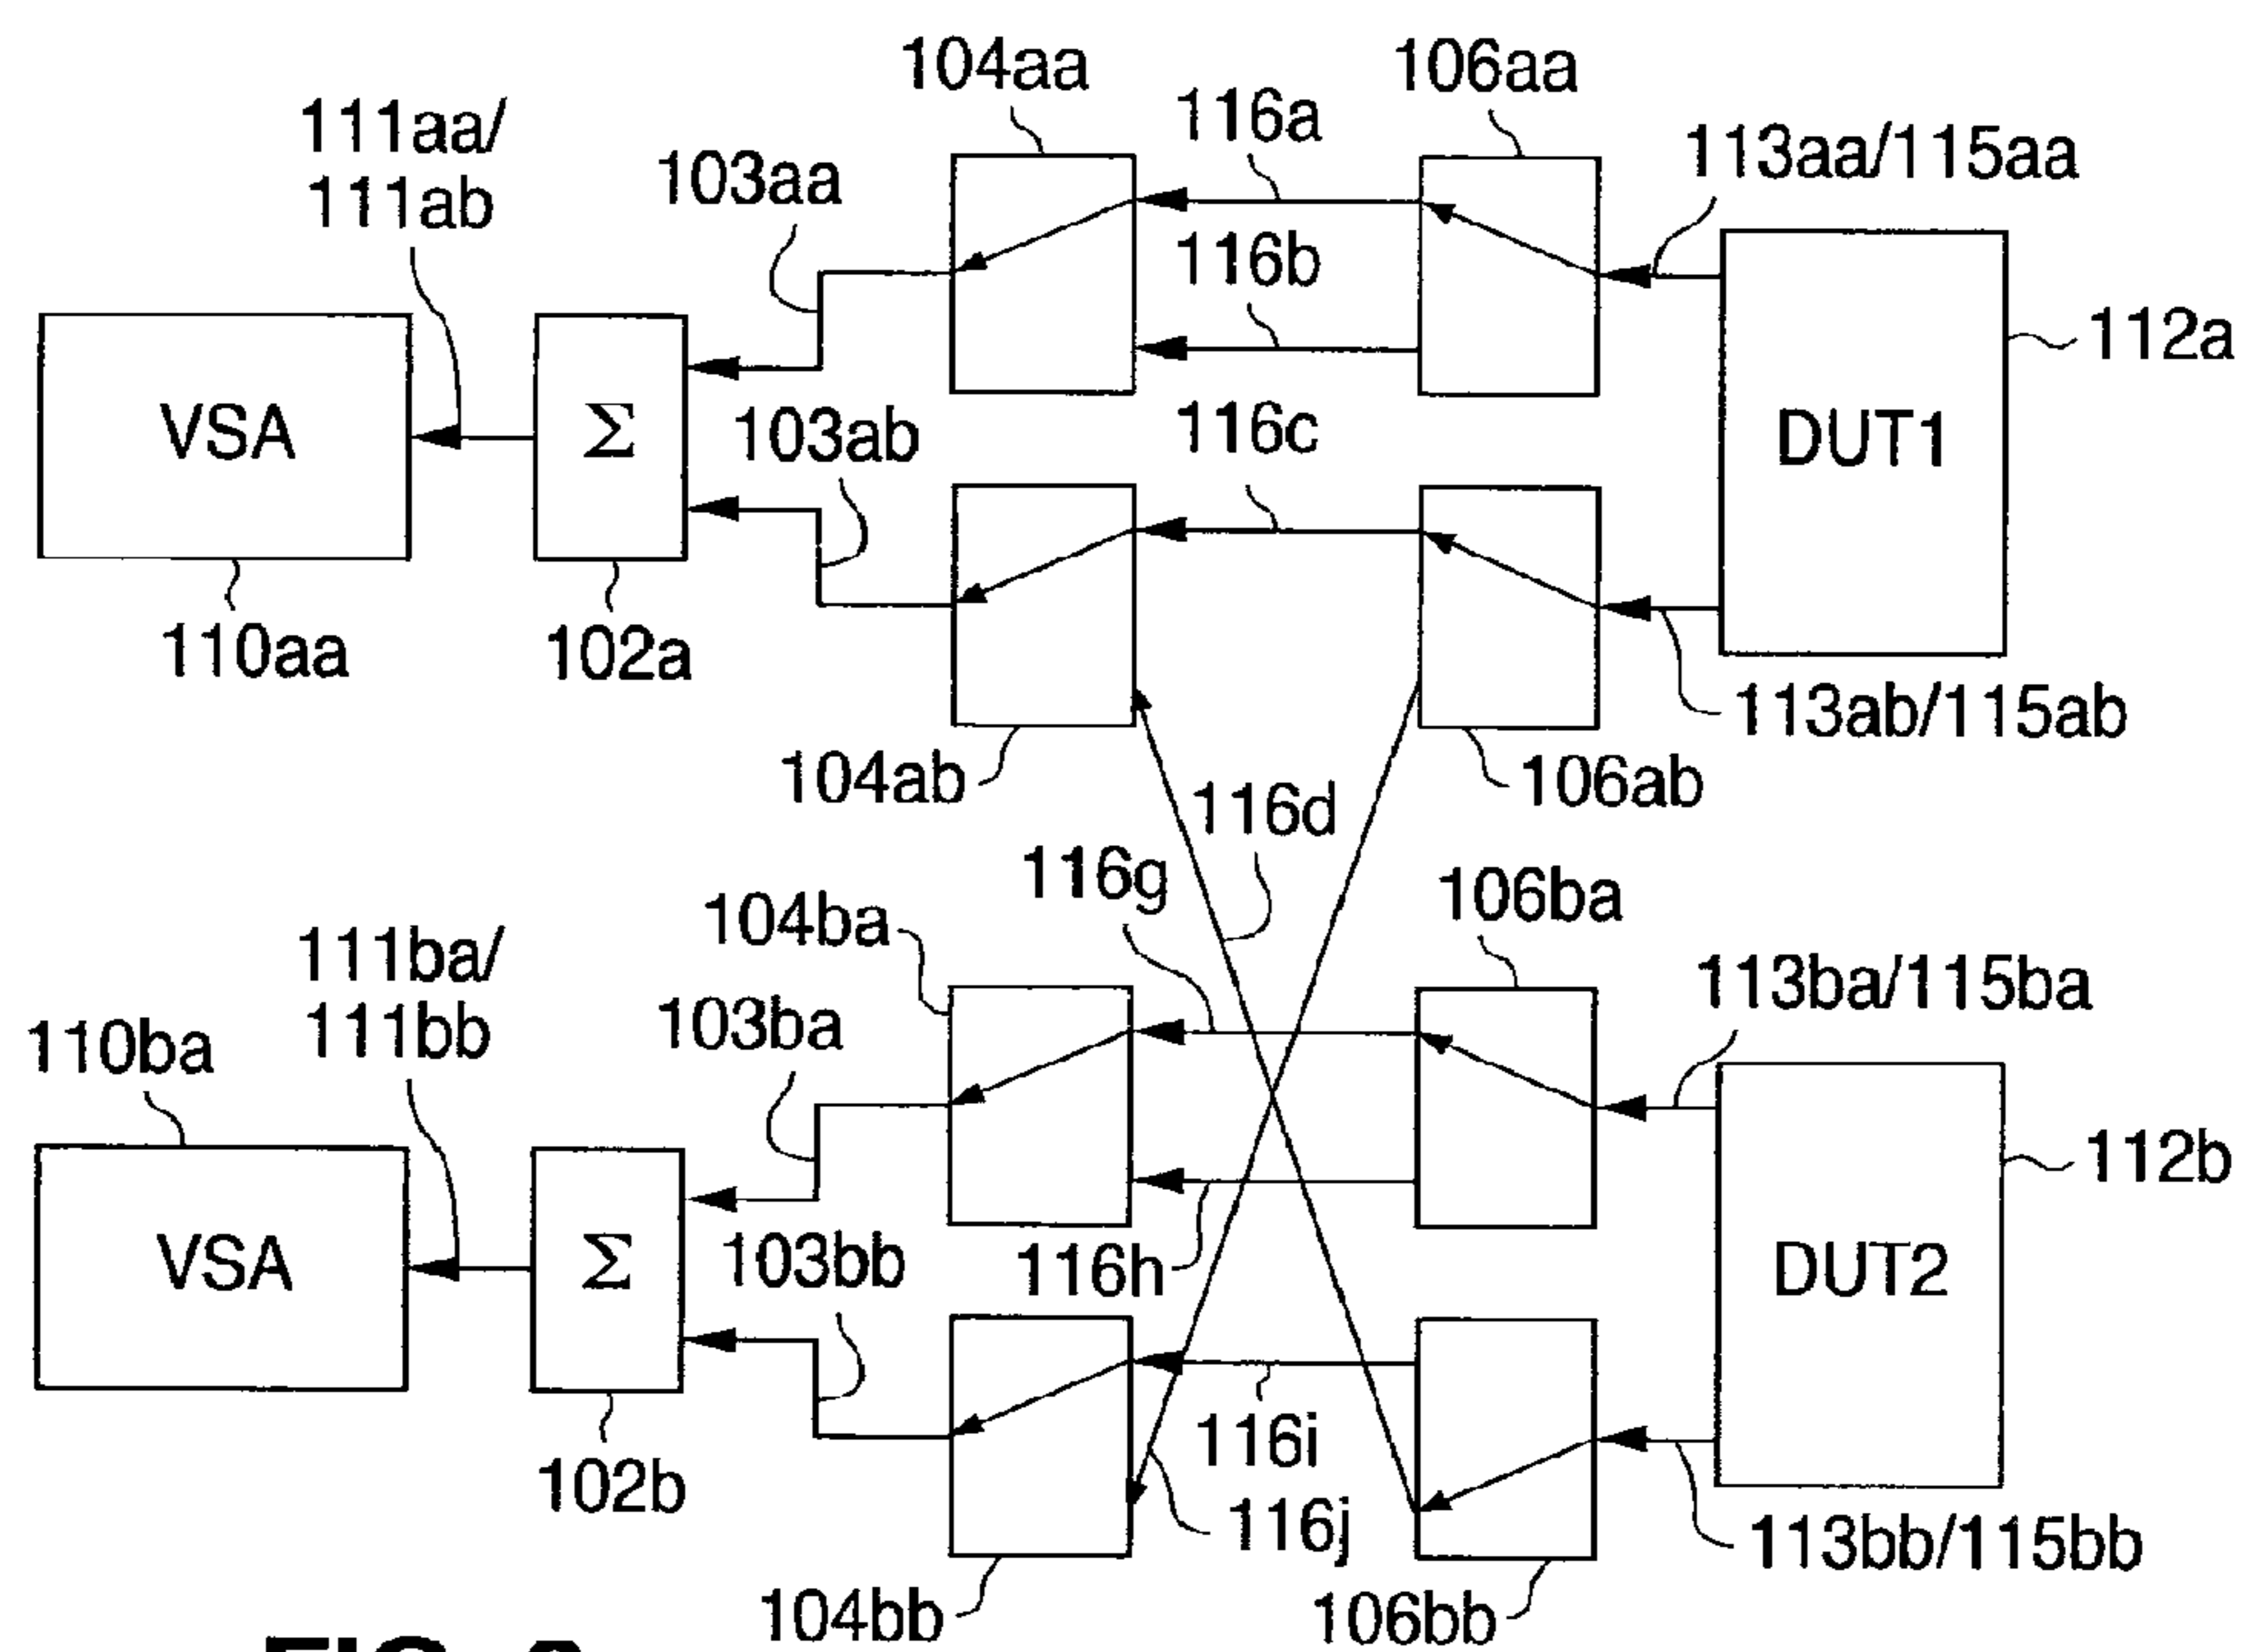 104aa
106aa
116a
111aa/
111ab
103aa
113aa/115aa
116b
112a
VSA
Σ
103ab
116c
DUT1
110aa
102a
113ab/115ab
104ab
106ab
116d
116g
106ba
104ba
111ba/
111bb
113ba/115ba
103ba
110ba
112b
VSA
Σ
103bb
116h
DUT2
116i
102b
116j
113bb/115bb
104bb
106bb